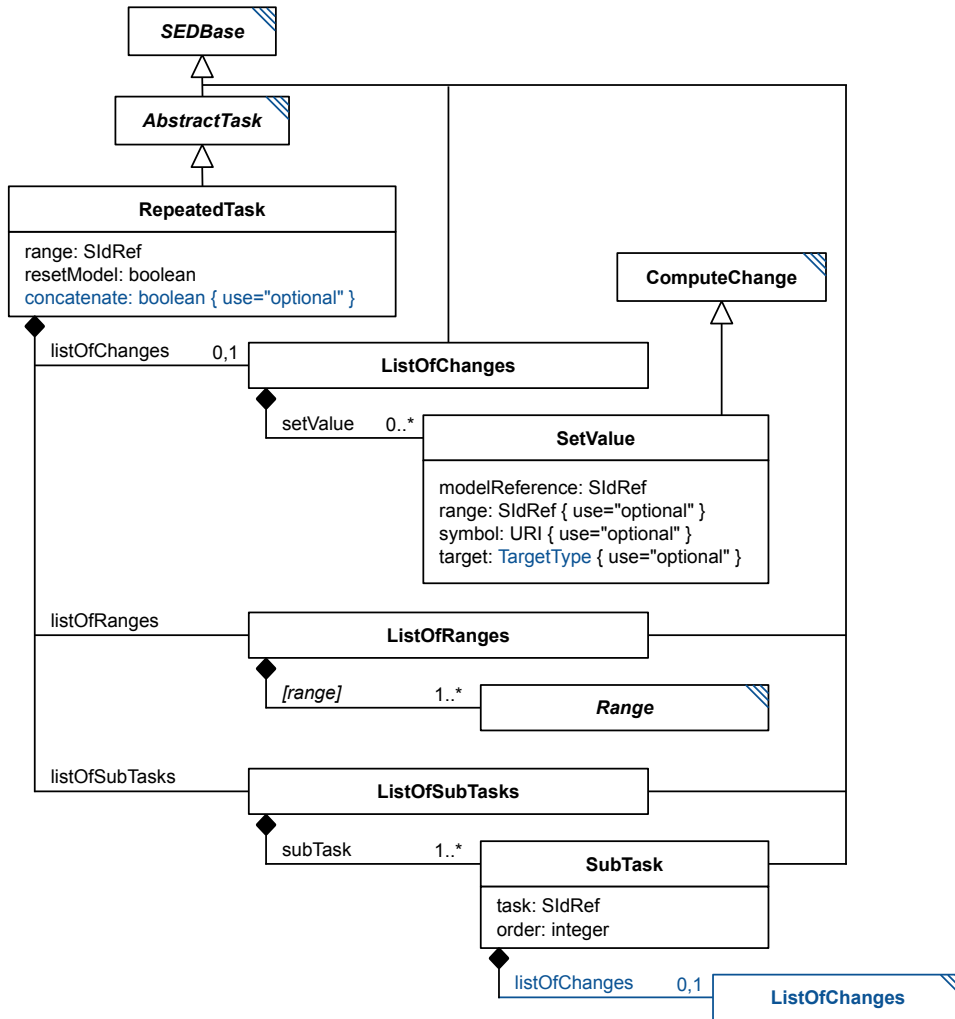 SEDBase
AbstractTask
RepeatedTask
range: SIdRef
resetModel: boolean
concatenate: boolean { use="optional" }
ComputeChange
listOfChanges 0,1
ListOfChanges
setValue 0..*
SetValue
modelReference: SIdRef
range: SIdRef { use="optional" }
symbol: URI { use="optional" }
target: TargetType { use="optional" }
listOfRanges
ListOfRanges
[range] 1..*
Range
listOfSubTasks
ListOfSubTasks
subTask 1..*
SubTask
task: SIdRef
order: integer
listOfChanges 0,1
ListOfChanges